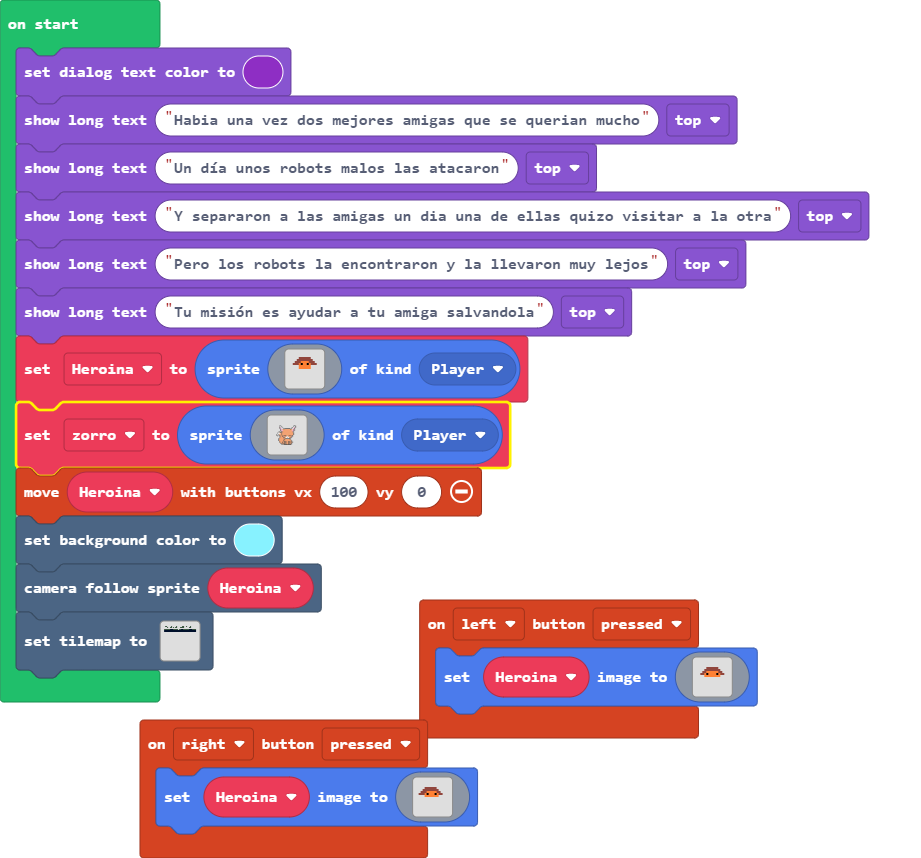 on start
set dialog text color to
show long text "Habia una vez dos mejores amigas que se querian mucho" top
show long text "Un día unos robots malos las atacaron" top
show long text "Y separaron a las amigas un dia una de ellas quizo visitar a la otra" top
show long text "Pero los robots la encontraron y la llevaron muy lejos" top
show long text "Tu misión es ayudar a tu amiga salvandola" top
set Heroina to sprite of kind Player
set zorro to sprite of kind Player
move Heroina with buttons vx 100 vy 0
set background color to
camera follow sprite Heroina
set tilemap to
on left button pressed
set Heroina image to
on right button pressed
set Heroina image to